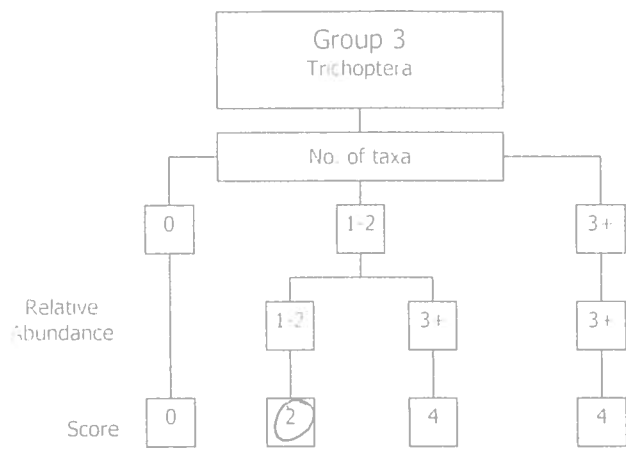 Group 3
Trichoptera
No. of taxa
0 1-2 3+
Relative
Abundance
1-2 3+ 3+
Score 0 2 4 4